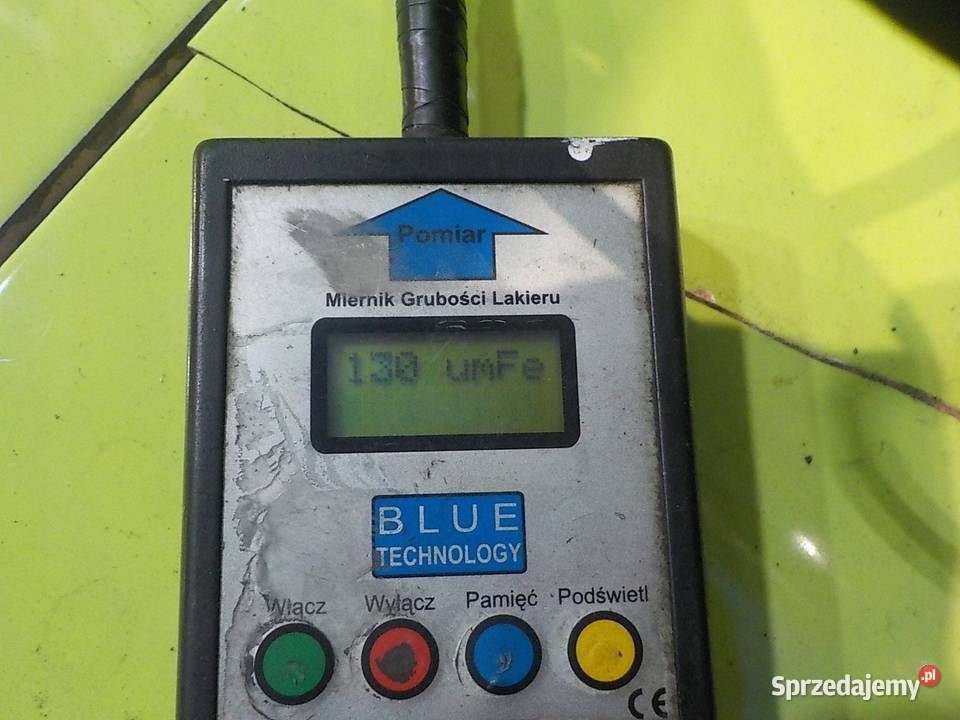 Pomiar
Miernik Grubości Lakieru
130 umFe
BLUE
TECHNOLOGY
Włącz Wyłącz Pamięć Podświetl
CE
Sprzedajemy.pl